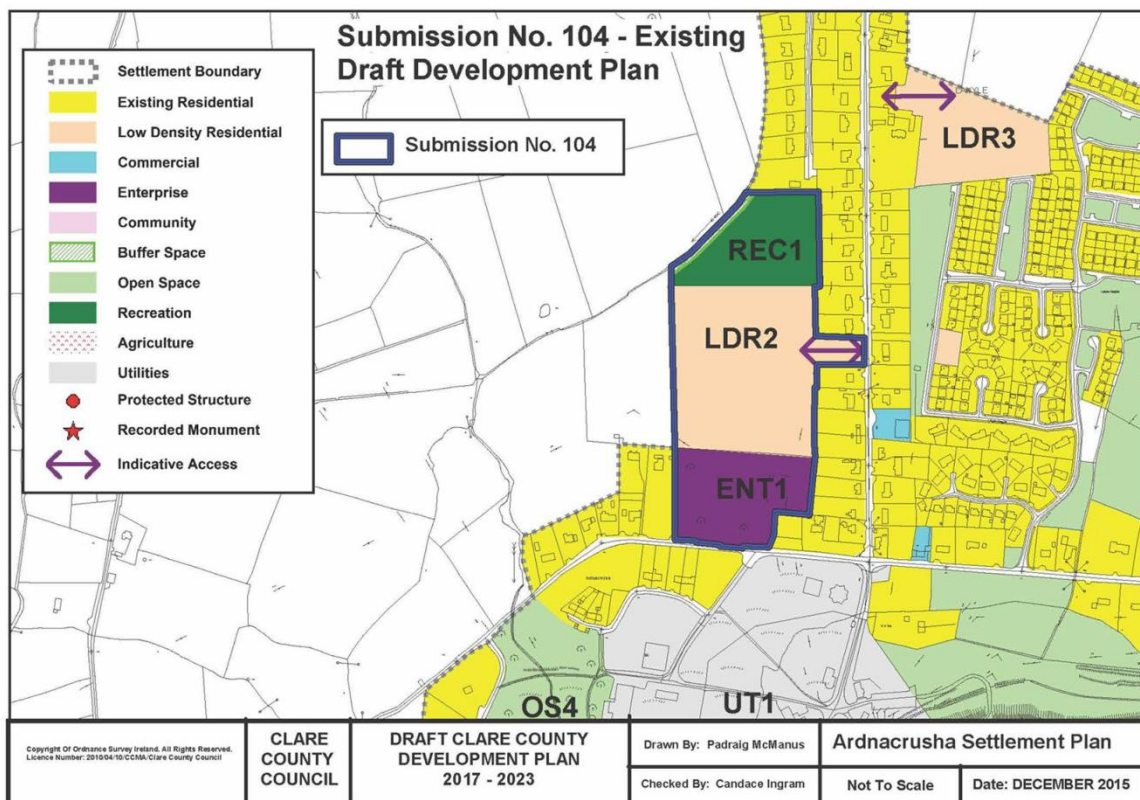 Submission No. 104 - Existing
Draft Development Plan
Settlement Boundary
Existing Residential
Low Density Residential
Commercial
Enterprise
Community
Buffer Space
Open Space
Recreation
Agriculture
Utilities
Protected Structure
Recorded Monument
Indicative Access
Submission No. 104
LDR3
REC1
LDR2
ENT1
OS4
UT1
Copyright Of Ordnance Survey Ireland. All Rights Reserved.
Licence Number: 2010/04/10/CCMA/Clare County Council
CLARE
COUNTY
COUNCIL
DRAFT CLARE COUNTY
DEVELOPMENT PLAN
2017 - 2023
Drawn By: Padraig McManus
Checked By: Candace Ingram
Ardnacrusha Settlement Plan
Not To Scale
Date: DECEMBER 2015